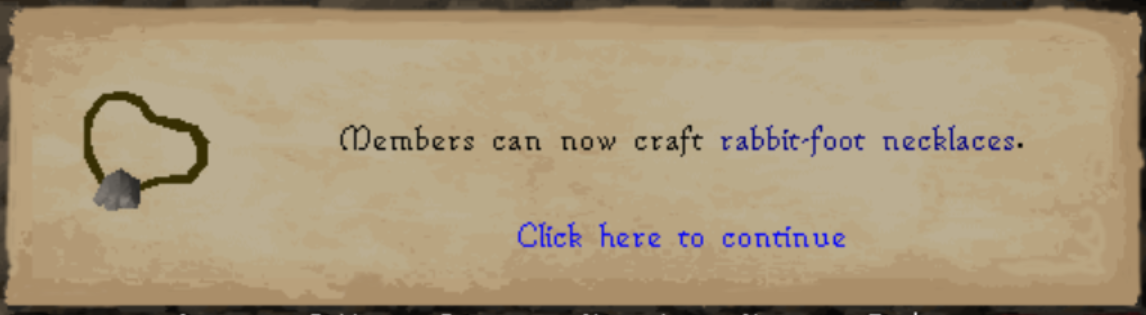 Members can now craft rabbit-foot necklaces.
Click here to continue